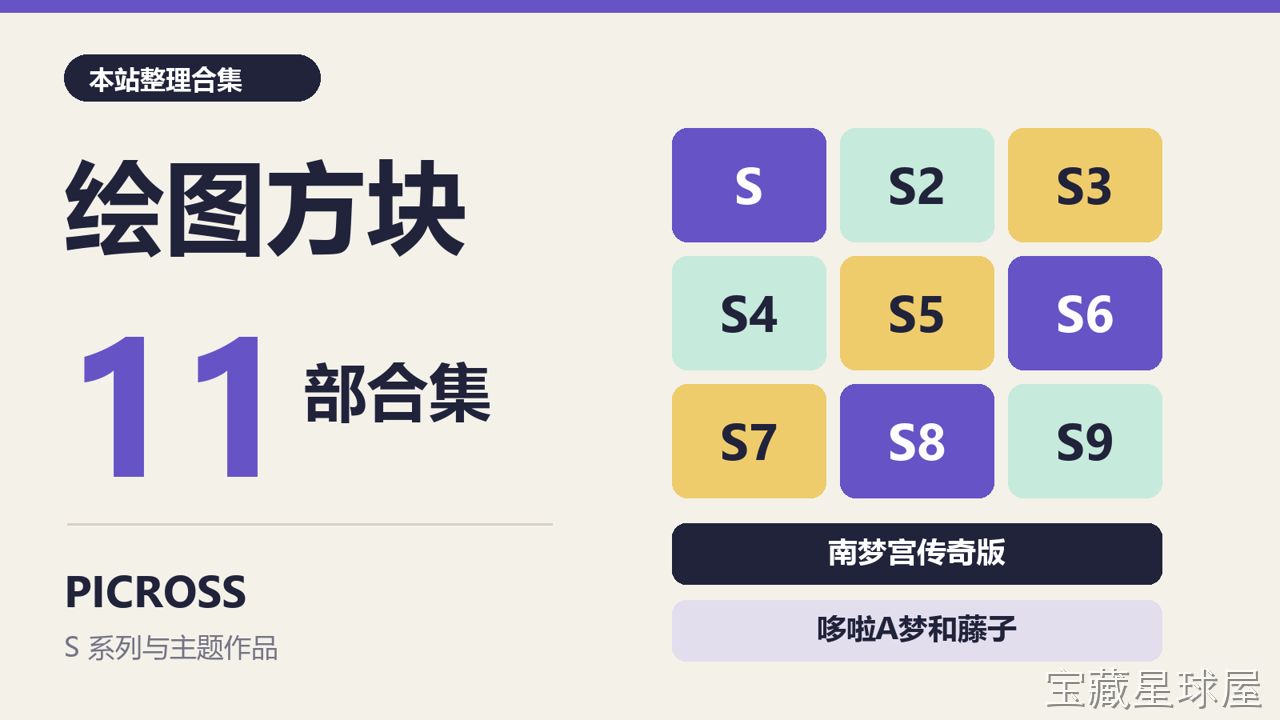 本站整理合集
绘图方块
11 部合集
PICROSS
S 系列与主题作品
S S2 S3
S4 S5 S6
S7 S8 S9
南梦宫传奇版
哆啦A梦和藤子
宝藏星球屋